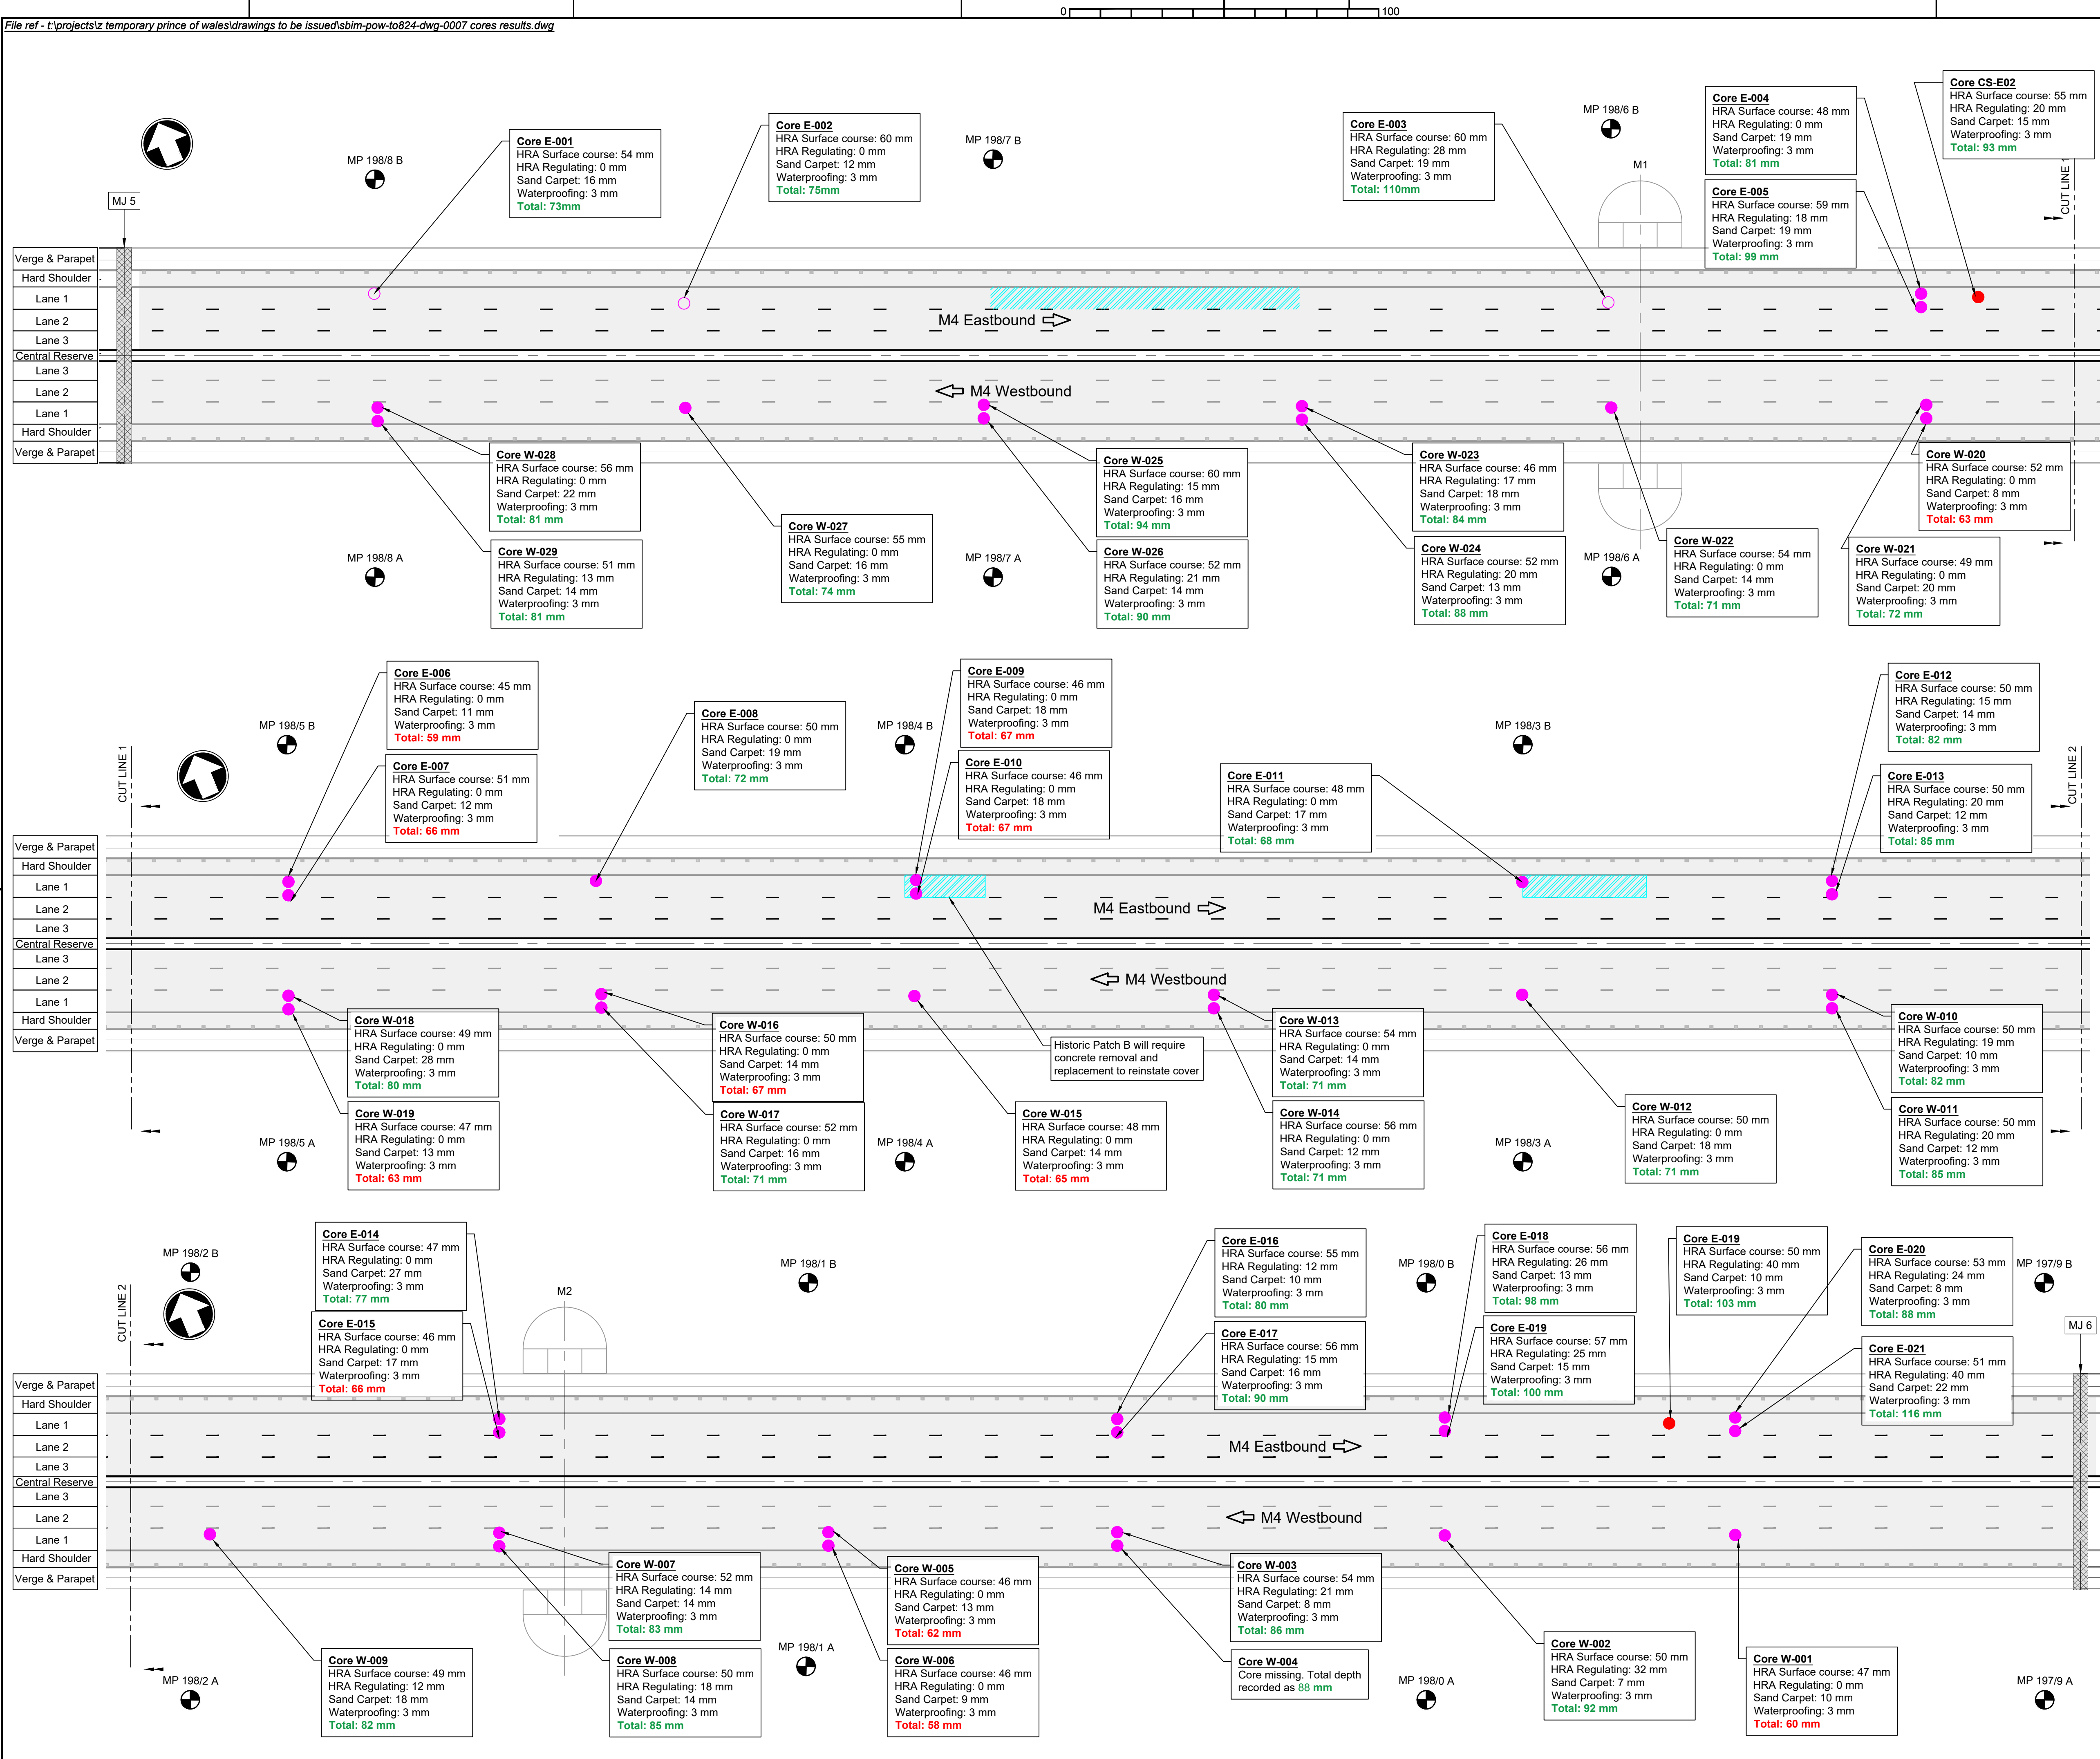 0 100
File ref - t:\projects\z temporary prince of wales\drawings to be issued\sbim-pow-to824-dwg-0007 cores results.dwg
MP 198/8 B
Core E-001
HRA Surface course: 54 mm
HRA Regulating: 0 mm
Sand Carpet: 16 mm
Waterproofing: 3 mm
Total: 73mm
Core E-002
HRA Surface course: 60 mm
HRA Regulating: 0 mm
Sand Carpet: 12 mm
Waterproofing: 3 mm
Total: 75mm
MP 198/7 B
Core E-003
HRA Surface course: 60 mm
HRA Regulating: 28 mm
Sand Carpet: 19 mm
Waterproofing: 3 mm
Total: 110mm
MP 198/6 B
M1
Core E-004
HRA Surface course: 48 mm
HRA Regulating: 0 mm
Sand Carpet: 19 mm
Waterproofing: 3 mm
Total: 81 mm
Core E-005
HRA Surface course: 59 mm
HRA Regulating: 18 mm
Sand Carpet: 19 mm
Waterproofing: 3 mm
Total: 99 mm
Core CS-E02
HRA Surface course: 55 mm
HRA Regulating: 20 mm
Sand Carpet: 15 mm
Waterproofing: 3 mm
Total: 93 mm
CUT LINE 1
MJ 5
Verge & Parapet
Hard Shoulder
Lane 1
Lane 2
Lane 3
Central Reserve
Lane 3
Lane 2
Lane 1
Hard Shoulder
Verge & Parapet
M4 Eastbound
M4 Westbound
Core W-028
HRA Surface course: 56 mm
HRA Regulating: 0 mm
Sand Carpet: 22 mm
Waterproofing: 3 mm
Total: 81 mm
MP 198/8 A
Core W-029
HRA Surface course: 51 mm
HRA Regulating: 13 mm
Sand Carpet: 14 mm
Waterproofing: 3 mm
Total: 81 mm
Core W-027
HRA Surface course: 55 mm
HRA Regulating: 0 mm
Sand Carpet: 16 mm
Waterproofing: 3 mm
Total: 74 mm
MP 198/7 A
Core W-025
HRA Surface course: 60 mm
HRA Regulating: 15 mm
Sand Carpet: 16 mm
Waterproofing: 3 mm
Total: 94 mm
Core W-026
HRA Surface course: 52 mm
HRA Regulating: 21 mm
Sand Carpet: 14 mm
Waterproofing: 3 mm
Total: 90 mm
Core W-023
HRA Surface course: 46 mm
HRA Regulating: 17 mm
Sand Carpet: 18 mm
Waterproofing: 3 mm
Total: 84 mm
Core W-024
HRA Surface course: 52 mm
HRA Regulating: 20 mm
Sand Carpet: 13 mm
Waterproofing: 3 mm
Total: 88 mm
MP 198/6 A
Core W-022
HRA Surface course: 54 mm
HRA Regulating: 0 mm
Sand Carpet: 14 mm
Waterproofing: 3 mm
Total: 71 mm
Core W-020
HRA Surface course: 52 mm
HRA Regulating: 0 mm
Sand Carpet: 8 mm
Waterproofing: 3 mm
Total: 63 mm
Core W-021
HRA Surface course: 49 mm
HRA Regulating: 0 mm
Sand Carpet: 20 mm
Waterproofing: 3 mm
Total: 72 mm
CUT LINE 1
MP 198/5 B
Core E-006
HRA Surface course: 45 mm
HRA Regulating: 0 mm
Sand Carpet: 11 mm
Waterproofing: 3 mm
Total: 59 mm
Core E-007
HRA Surface course: 51 mm
HRA Regulating: 0 mm
Sand Carpet: 12 mm
Waterproofing: 3 mm
Total: 66 mm
Core E-008
HRA Surface course: 50 mm
HRA Regulating: 0 mm
Sand Carpet: 19 mm
Waterproofing: 3 mm
Total: 72 mm
MP 198/4 B
Core E-009
HRA Surface course: 46 mm
HRA Regulating: 0 mm
Sand Carpet: 18 mm
Waterproofing: 3 mm
Total: 67 mm
Core E-010
HRA Surface course: 46 mm
HRA Regulating: 0 mm
Sand Carpet: 18 mm
Waterproofing: 3 mm
Total: 67 mm
Core E-011
HRA Surface course: 48 mm
HRA Regulating: 0 mm
Sand Carpet: 17 mm
Waterproofing: 3 mm
Total: 68 mm
MP 198/3 B
Core E-012
HRA Surface course: 50 mm
HRA Regulating: 15 mm
Sand Carpet: 14 mm
Waterproofing: 3 mm
Total: 82 mm
Core E-013
HRA Surface course: 50 mm
HRA Regulating: 20 mm
Sand Carpet: 12 mm
Waterproofing: 3 mm
Total: 85 mm
CUT LINE 2
Verge & Parapet
Hard Shoulder
Lane 1
Lane 2
Lane 3
Central Reserve
Lane 3
Lane 2
Lane 1
Hard Shoulder
Verge & Parapet
M4 Eastbound
M4 Westbound
MP 198/5 A
Core W-018
HRA Surface course: 49 mm
HRA Regulating: 0 mm
Sand Carpet: 28 mm
Waterproofing: 3 mm
Total: 80 mm
Core W-019
HRA Surface course: 47 mm
HRA Regulating: 0 mm
Sand Carpet: 13 mm
Waterproofing: 3 mm
Total: 63 mm
Core W-016
HRA Surface course: 50 mm
HRA Regulating: 0 mm
Sand Carpet: 14 mm
Waterproofing: 3 mm
Total: 67 mm
Core W-017
HRA Surface course: 52 mm
HRA Regulating: 0 mm
Sand Carpet: 16 mm
Waterproofing: 3 mm
Total: 71 mm
MP 198/4 A
Historic Patch B will require
concrete removal and
replacement to reinstate cover
Core W-015
HRA Surface course: 48 mm
HRA Regulating: 0 mm
Sand Carpet: 14 mm
Waterproofing: 3 mm
Total: 65 mm
Core W-013
HRA Surface course: 54 mm
HRA Regulating: 0 mm
Sand Carpet: 14 mm
Waterproofing: 3 mm
Total: 71 mm
Core W-014
HRA Surface course: 56 mm
HRA Regulating: 0 mm
Sand Carpet: 12 mm
Waterproofing: 3 mm
Total: 71 mm
MP 198/3 A
Core W-012
HRA Surface course: 50 mm
HRA Regulating: 0 mm
Sand Carpet: 18 mm
Waterproofing: 3 mm
Total: 71 mm
Core W-010
HRA Surface course: 50 mm
HRA Regulating: 19 mm
Sand Carpet: 10 mm
Waterproofing: 3 mm
Total: 82 mm
Core W-011
HRA Surface course: 50 mm
HRA Regulating: 20 mm
Sand Carpet: 12 mm
Waterproofing: 3 mm
Total: 85 mm
CUT LINE 2
MP 198/2 B
Core E-014
HRA Surface course: 47 mm
HRA Regulating: 0 mm
Sand Carpet: 27 mm
Waterproofing: 3 mm
Total: 77 mm
Core E-015
HRA Surface course: 46 mm
HRA Regulating: 0 mm
Sand Carpet: 17 mm
Waterproofing: 3 mm
Total: 66 mm
M2
MP 198/1 B
Core E-016
HRA Surface course: 55 mm
HRA Regulating: 12 mm
Sand Carpet: 10 mm
Waterproofing: 3 mm
Total: 80 mm
Core E-017
HRA Surface course: 56 mm
HRA Regulating: 15 mm
Sand Carpet: 16 mm
Waterproofing: 3 mm
Total: 90 mm
MP 198/0 B
Core E-018
HRA Surface course: 56 mm
HRA Regulating: 26 mm
Sand Carpet: 13 mm
Waterproofing: 3 mm
Total: 98 mm
Core E-019
HRA Surface course: 57 mm
HRA Regulating: 25 mm
Sand Carpet: 15 mm
Waterproofing: 3 mm
Total: 100 mm
Core E-019
HRA Surface course: 50 mm
HRA Regulating: 40 mm
Sand Carpet: 10 mm
Waterproofing: 3 mm
Total: 103 mm
Core E-020
HRA Surface course: 53 mm
HRA Regulating: 24 mm
Sand Carpet: 8 mm
Waterproofing: 3 mm
Total: 88 mm
Core E-021
HRA Surface course: 51 mm
HRA Regulating: 40 mm
Sand Carpet: 22 mm
Waterproofing: 3 mm
Total: 116 mm
MP 197/9 B
MJ 6
Verge & Parapet
Hard Shoulder
Lane 1
Lane 2
Lane 3
Central Reserve
Lane 3
Lane 2
Lane 1
Hard Shoulder
Verge & Parapet
M4 Eastbound
M4 Westbound
MP 198/2 A
Core W-009
HRA Surface course: 49 mm
HRA Regulating: 12 mm
Sand Carpet: 18 mm
Waterproofing: 3 mm
Total: 82 mm
Core W-007
HRA Surface course: 52 mm
HRA Regulating: 14 mm
Sand Carpet: 14 mm
Waterproofing: 3 mm
Total: 83 mm
Core W-008
HRA Surface course: 50 mm
HRA Regulating: 18 mm
Sand Carpet: 14 mm
Waterproofing: 3 mm
Total: 85 mm
MP 198/1 A
Core W-005
HRA Surface course: 46 mm
HRA Regulating: 0 mm
Sand Carpet: 13 mm
Waterproofing: 3 mm
Total: 62 mm
Core W-006
HRA Surface course: 46 mm
HRA Regulating: 0 mm
Sand Carpet: 9 mm
Waterproofing: 3 mm
Total: 58 mm
Core W-003
HRA Surface course: 54 mm
HRA Regulating: 21 mm
Sand Carpet: 8 mm
Waterproofing: 3 mm
Total: 86 mm
Core W-004
Core missing. Total depth
recorded as 88 mm
MP 198/0 A
Core W-002
HRA Surface course: 50 mm
HRA Regulating: 32 mm
Sand Carpet: 7 mm
Waterproofing: 3 mm
Total: 92 mm
Core W-001
HRA Surface course: 47 mm
HRA Regulating: 0 mm
Sand Carpet: 10 mm
Waterproofing: 3 mm
Total: 60 mm
MP 197/9 A